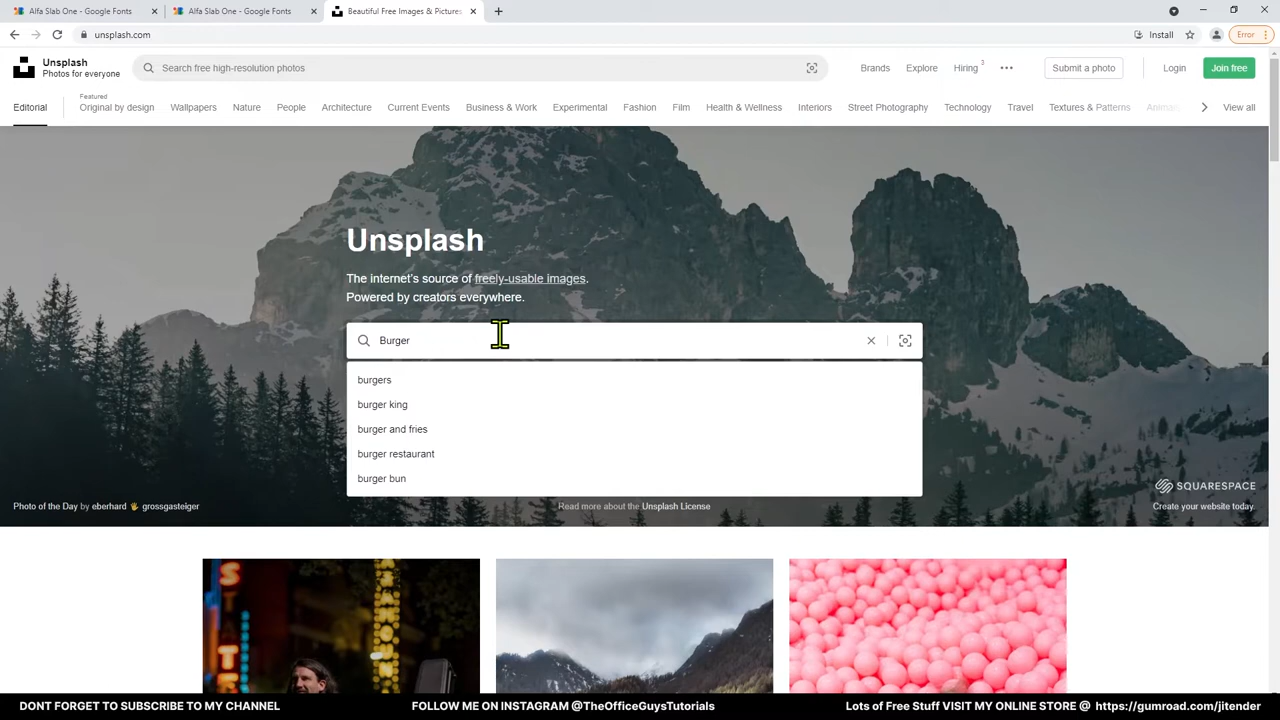 Alfa Slab One - Google Fonts
Alfa Slab One - Google Fonts
Beautiful Free Images & Pictures
unsplash.com
Install
Error
Unsplash
Photos for everyone
Search free high-resolution photos
Brands
Explore
Hiring 3
Submit a photo
Login
Join free
Editorial
Featured
Original by design
Wallpapers
Nature
People
Architecture
Current Events
Business & Work
Experimental
Fashion
Film
Health & Wellness
Interiors
Street Photography
Technology
Travel
Textures & Patterns
View all
Unsplash
The internet's source of freely-usable images.
Powered by creators everywhere.
Burger
burgers
burger king
burger and fries
burger restaurant
burger bun
SQUARESPACE
Photo of the Day by eberhard 🖐 grossgasteiger
Read more about the Unsplash License
Create your website today.
DONT FORGET TO SUBSCRIBE TO MY CHANNEL
FOLLOW ME ON INSTAGRAM @TheOfficeGuysTutorials
Lots of Free Stuff VISIT MY ONLINE STORE @ https://gumroad.com/jitender